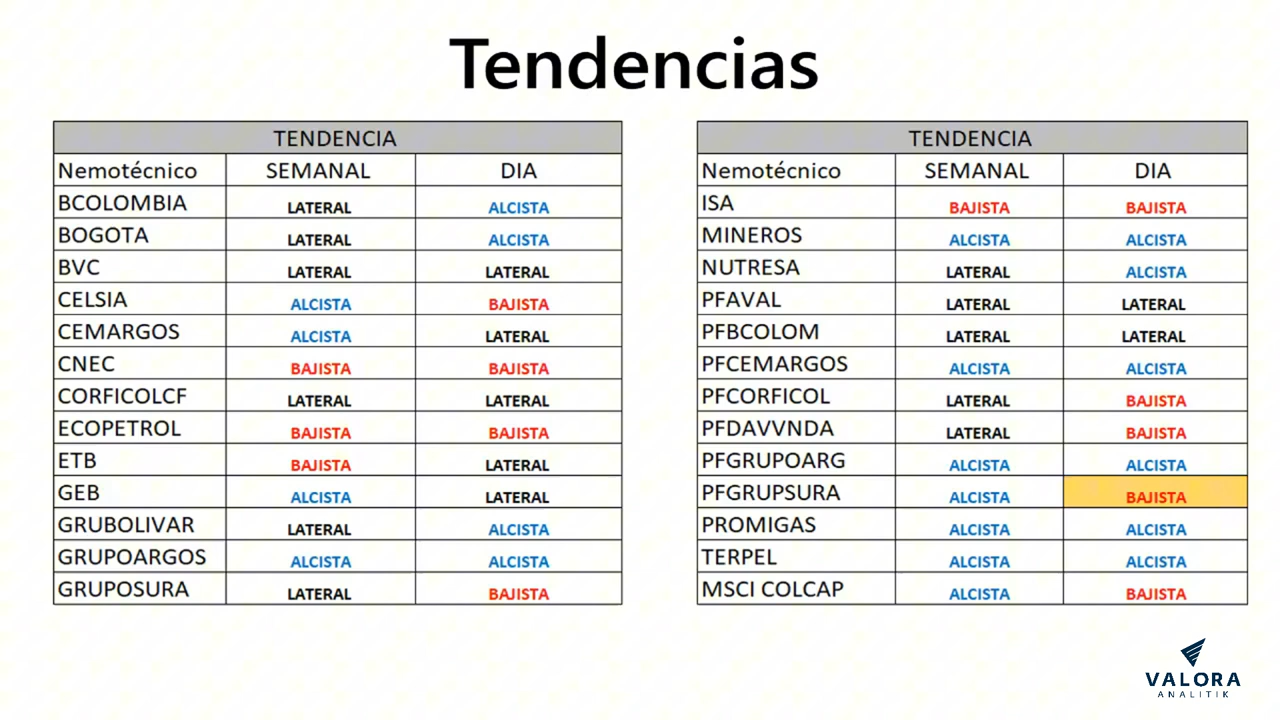 Tendencias
TENDENCIA
Nemotécnico SEMANAL DIA
BCOLOMBIA LATERAL ALCISTA
BOGOTA LATERAL ALCISTA
BVC LATERAL LATERAL
CELSIA ALCISTA BAJISTA
CEMARGOS ALCISTA LATERAL
CNEC BAJISTA BAJISTA
CORFICOLCF LATERAL LATERAL
ECOPETROL BAJISTA BAJISTA
ETB BAJISTA LATERAL
GEB ALCISTA LATERAL
GRUBOLIVAR LATERAL ALCISTA
GRUPOARGOS ALCISTA ALCISTA
GRUPOSURA LATERAL BAJISTA
TENDENCIA
Nemotécnico SEMANAL DIA
ISA BAJISTA BAJISTA
MINEROS ALCISTA ALCISTA
NUTRESA LATERAL ALCISTA
PFAVAL LATERAL LATERAL
PFBCOLOM LATERAL LATERAL
PFCEMARGOS ALCISTA ALCISTA
PFCORFICOL LATERAL BAJISTA
PFDAVVNDA LATERAL BAJISTA
PFGRUPOARG ALCISTA ALCISTA
PFGRUPSURA ALCISTA BAJISTA
PROMIGAS ALCISTA ALCISTA
TERPEL ALCISTA ALCISTA
MSCI COLCAP ALCISTA BAJISTA
VALORA
ANALITIK